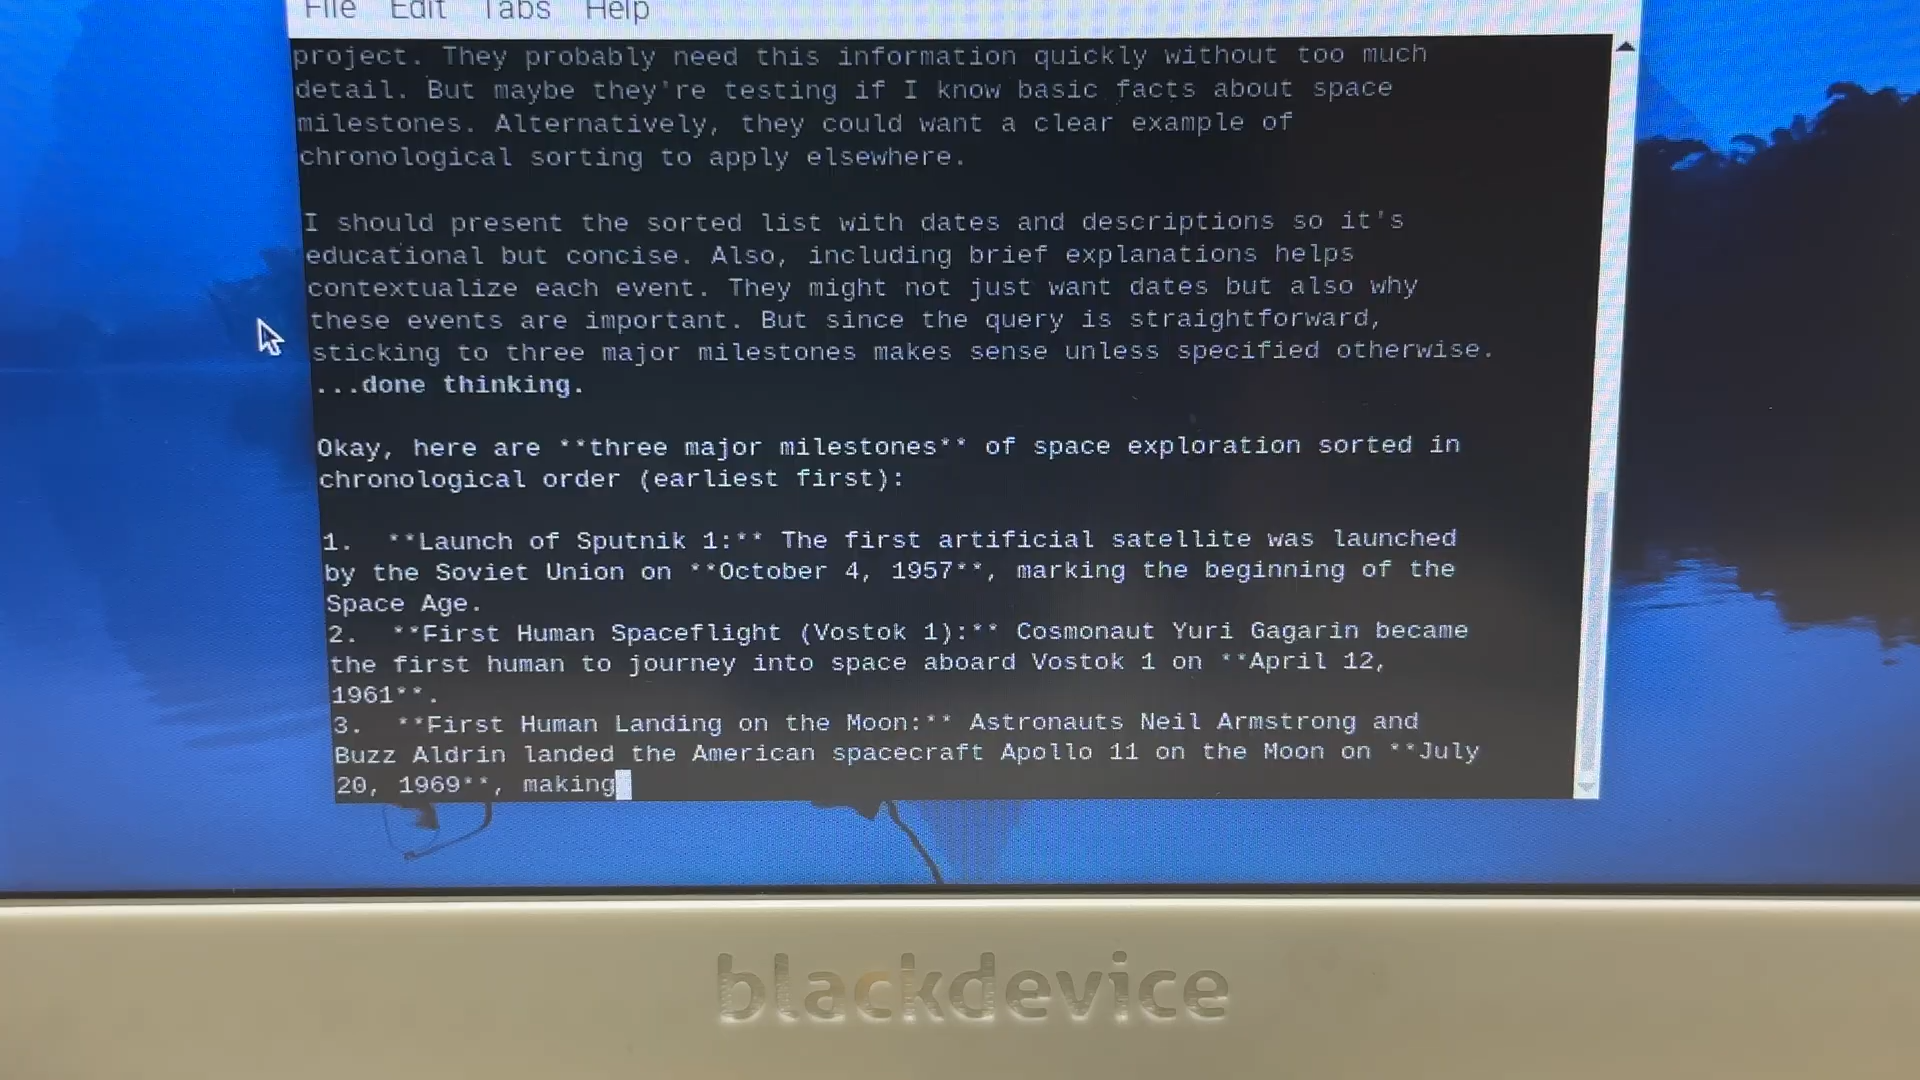 File Edit Tabs Help
project. They probably need this information quickly without too much
detail. But maybe they're testing if I know basic facts about space
milestones. Alternatively, they could want a clear example of
chronological sorting to apply elsewhere.
I should present the sorted list with dates and descriptions so it's
educational but concise. Also, including brief explanations helps
contextualize each event. They might not just want dates but also why
these events are important. But since the query is straightforward,
sticking to three major milestones makes sense unless specified otherwise.
...done thinking.
Okay, here are **three major milestones** of space exploration sorted in
chronological order (earliest first):
1.  **Launch of Sputnik 1:** The first artificial satellite was launched
by the Soviet Union on **October 4, 1957**, marking the beginning of the
Space Age.
2.  **First Human Spaceflight (Vostok 1):** Cosmonaut Yuri Gagarin became
the first human to journey into space aboard Vostok 1 on **April 12,
1961**.
3.  **First Human Landing on the Moon:** Astronauts Neil Armstrong and
Buzz Aldrin landed the American spacecraft Apollo 11 on the Moon on **July
20, 1969**, making
blackdevice